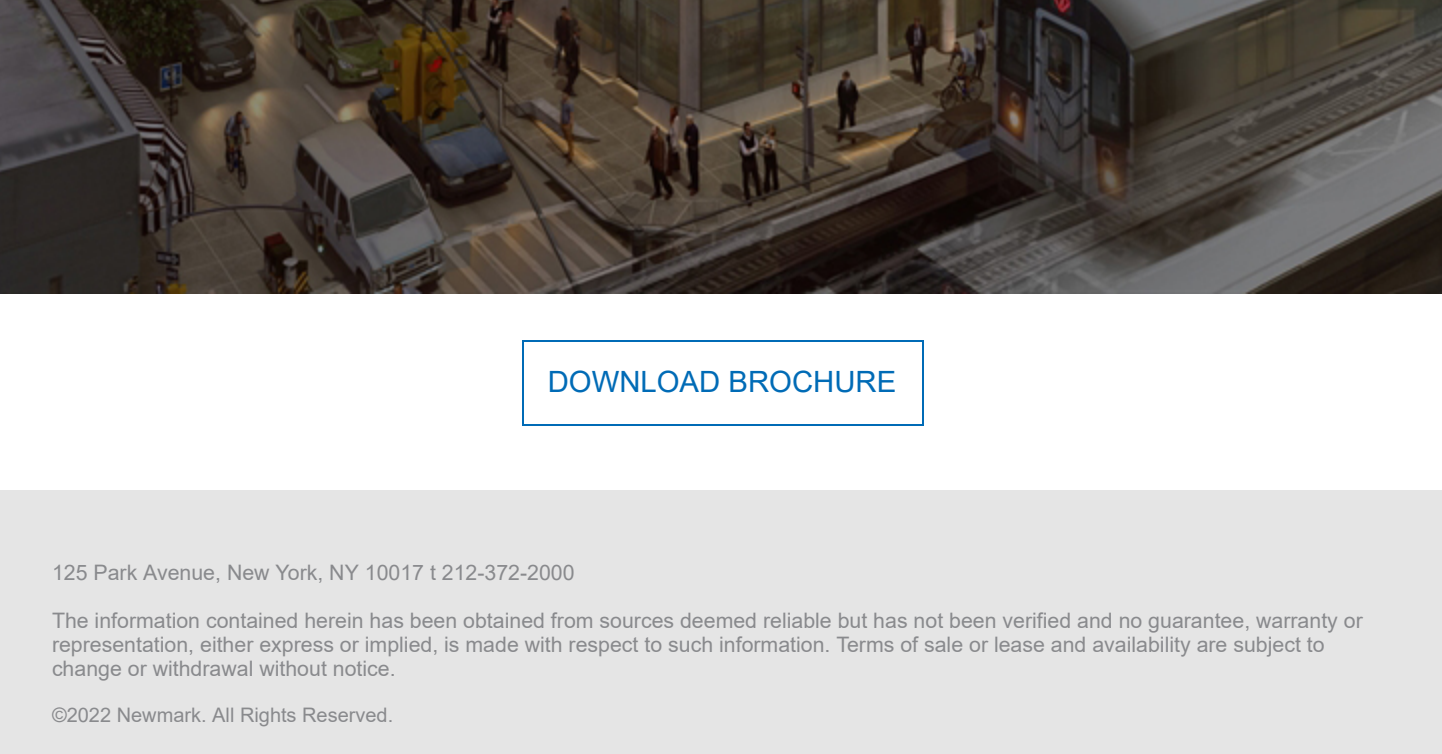 DOWNLOAD BROCHURE
125 Park Avenue, New York, NY 10017 t 212-372-2000
The information contained herein has been obtained from sources deemed reliable but has not been verified and no guarantee, warranty or
representation, either express or implied, is made with respect to such information. Terms of sale or lease and availability are subject to
change or withdrawal without notice.
©2022 Newmark. All Rights Reserved.